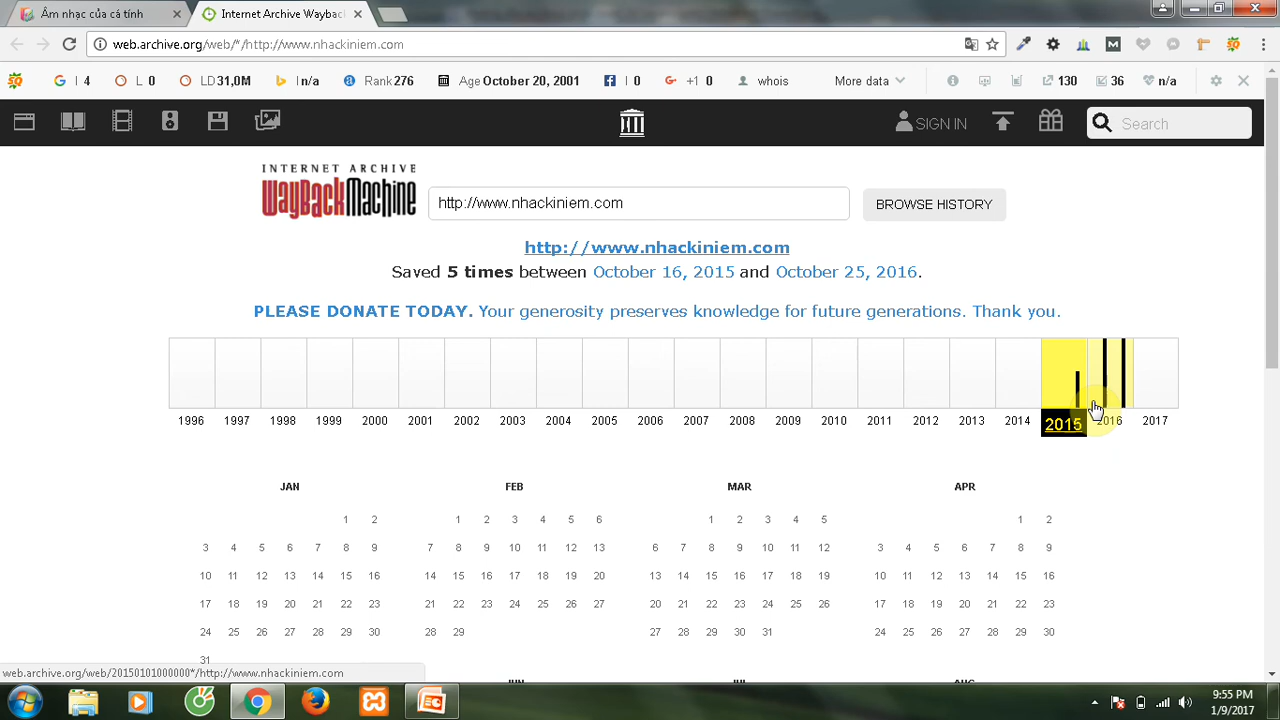 Âm nhạc của cá tính
Internet Archive Wayback
web.archive.org/web/*/http://www.nhackiniem.com
I 4
L 0
LD 31,0M
I n/a
Rank 276
Age October 20, 2001
I 0
+1 0
whois
More data
130
36
n/a
SIGN IN
Search
INTERNET ARCHIVE
WayBackMachine
http://www.nhackiniem.com
BROWSE HISTORY
http://www.nhackiniem.com
Saved 5 times between October 16, 2015 and October 25, 2016.
PLEASE DONATE TODAY. Your generosity preserves knowledge for future generations. Thank you.
1996 1997 1998 1999 2000 2001 2002 2003 2004 2005 2006 2007 2008 2009 2010 2011 2012 2013 2014 2015 2016 2017
JAN FEB MAR APR
1 2 1 2 3 4 5 6 1 2 3 4 5 1 2
3 4 5 6 7 8 9 7 8 9 10 11 12 13 6 7 8 9 10 11 12 3 4 5 6 7 8 9
10 11 12 13 14 15 16 14 15 16 17 18 19 20 13 14 15 16 17 18 19 10 11 12 13 14 15 16
17 18 19 20 21 22 23 21 22 23 24 25 26 27 20 21 22 23 24 25 26 17 18 19 20 21 22 23
24 25 26 27 28 29 30 28 29 27 28 29 30 31 24 25 26 27 28 29 30
31
web.archive.org/web/20150101000000*/http://www.nhackiniem.com
9:55 PM
1/9/2017